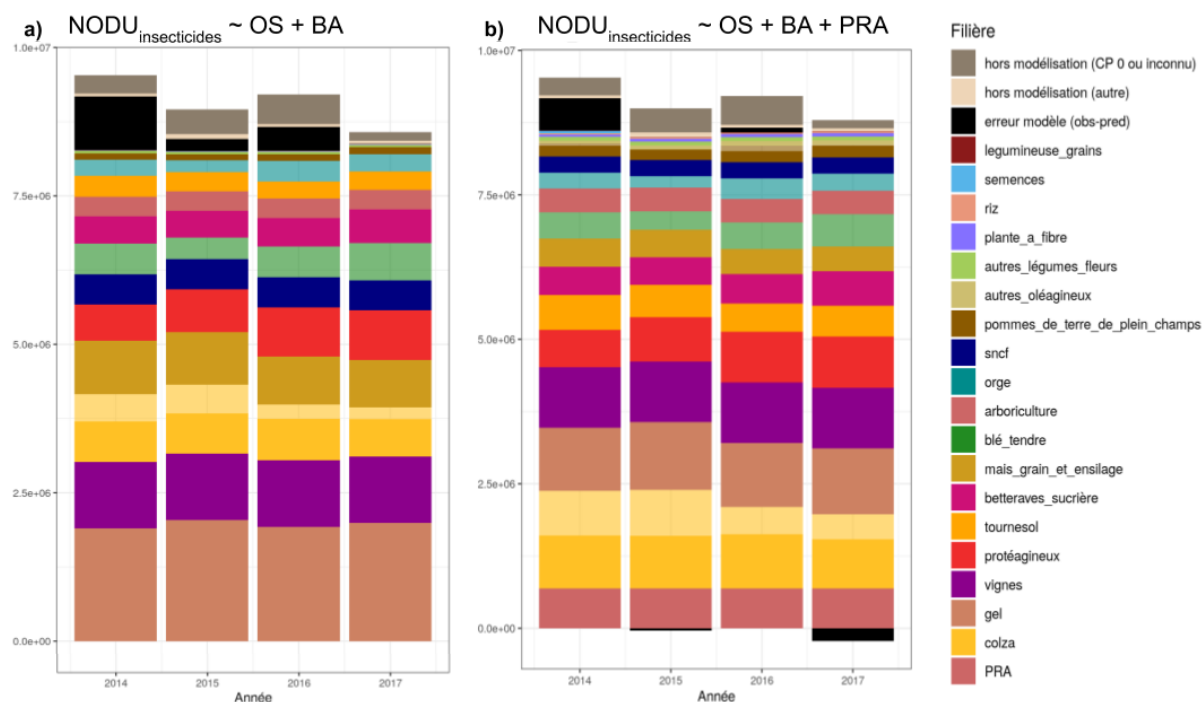 a) NODUinsecticides ~ OS + BA
1.0e+07
7.5e+06
5.0e+06
2.5e+06
0.0e+00
2014 2015 2016 2017
Année
b) NODUinsecticides ~ OS + BA + PRA
1.0e+07
7.5e+06
5.0e+06
2.5e+06
0.0e+00
2014 2015 2016 2017
Année
Filière
hors modélisation (CP 0 ou inconnu)
hors modélisation (autre)
erreur modèle (obs-pred)
legumineuse_grains
semences
riz
plante_a_fibre
autres_légumes_fleurs
autres_oléagineux
pommes_de_terre_de_plein_champs
sncf
orge
arboriculture
blé_tendre
mais_grain_et_ensilage
betteraves_sucrière
tournesol
protéagineux
vignes
gel
colza
PRA